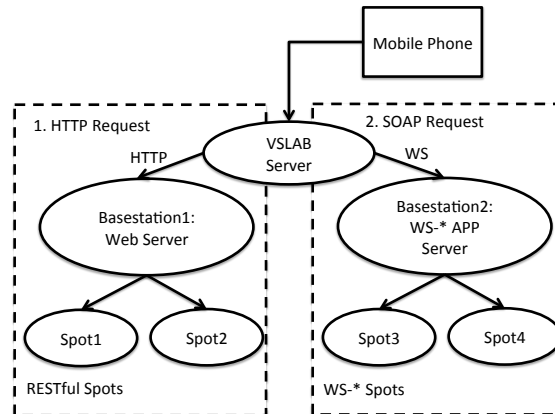 Mobile Phone
1. HTTP Request
2. SOAP Request
VSLAB
Server
HTTP
WS
Basestation1:
Web Server
Basestation2:
WS-* APP
Server
Spot1
Spot2
Spot3
Spot4
RESTful Spots
WS-* Spots